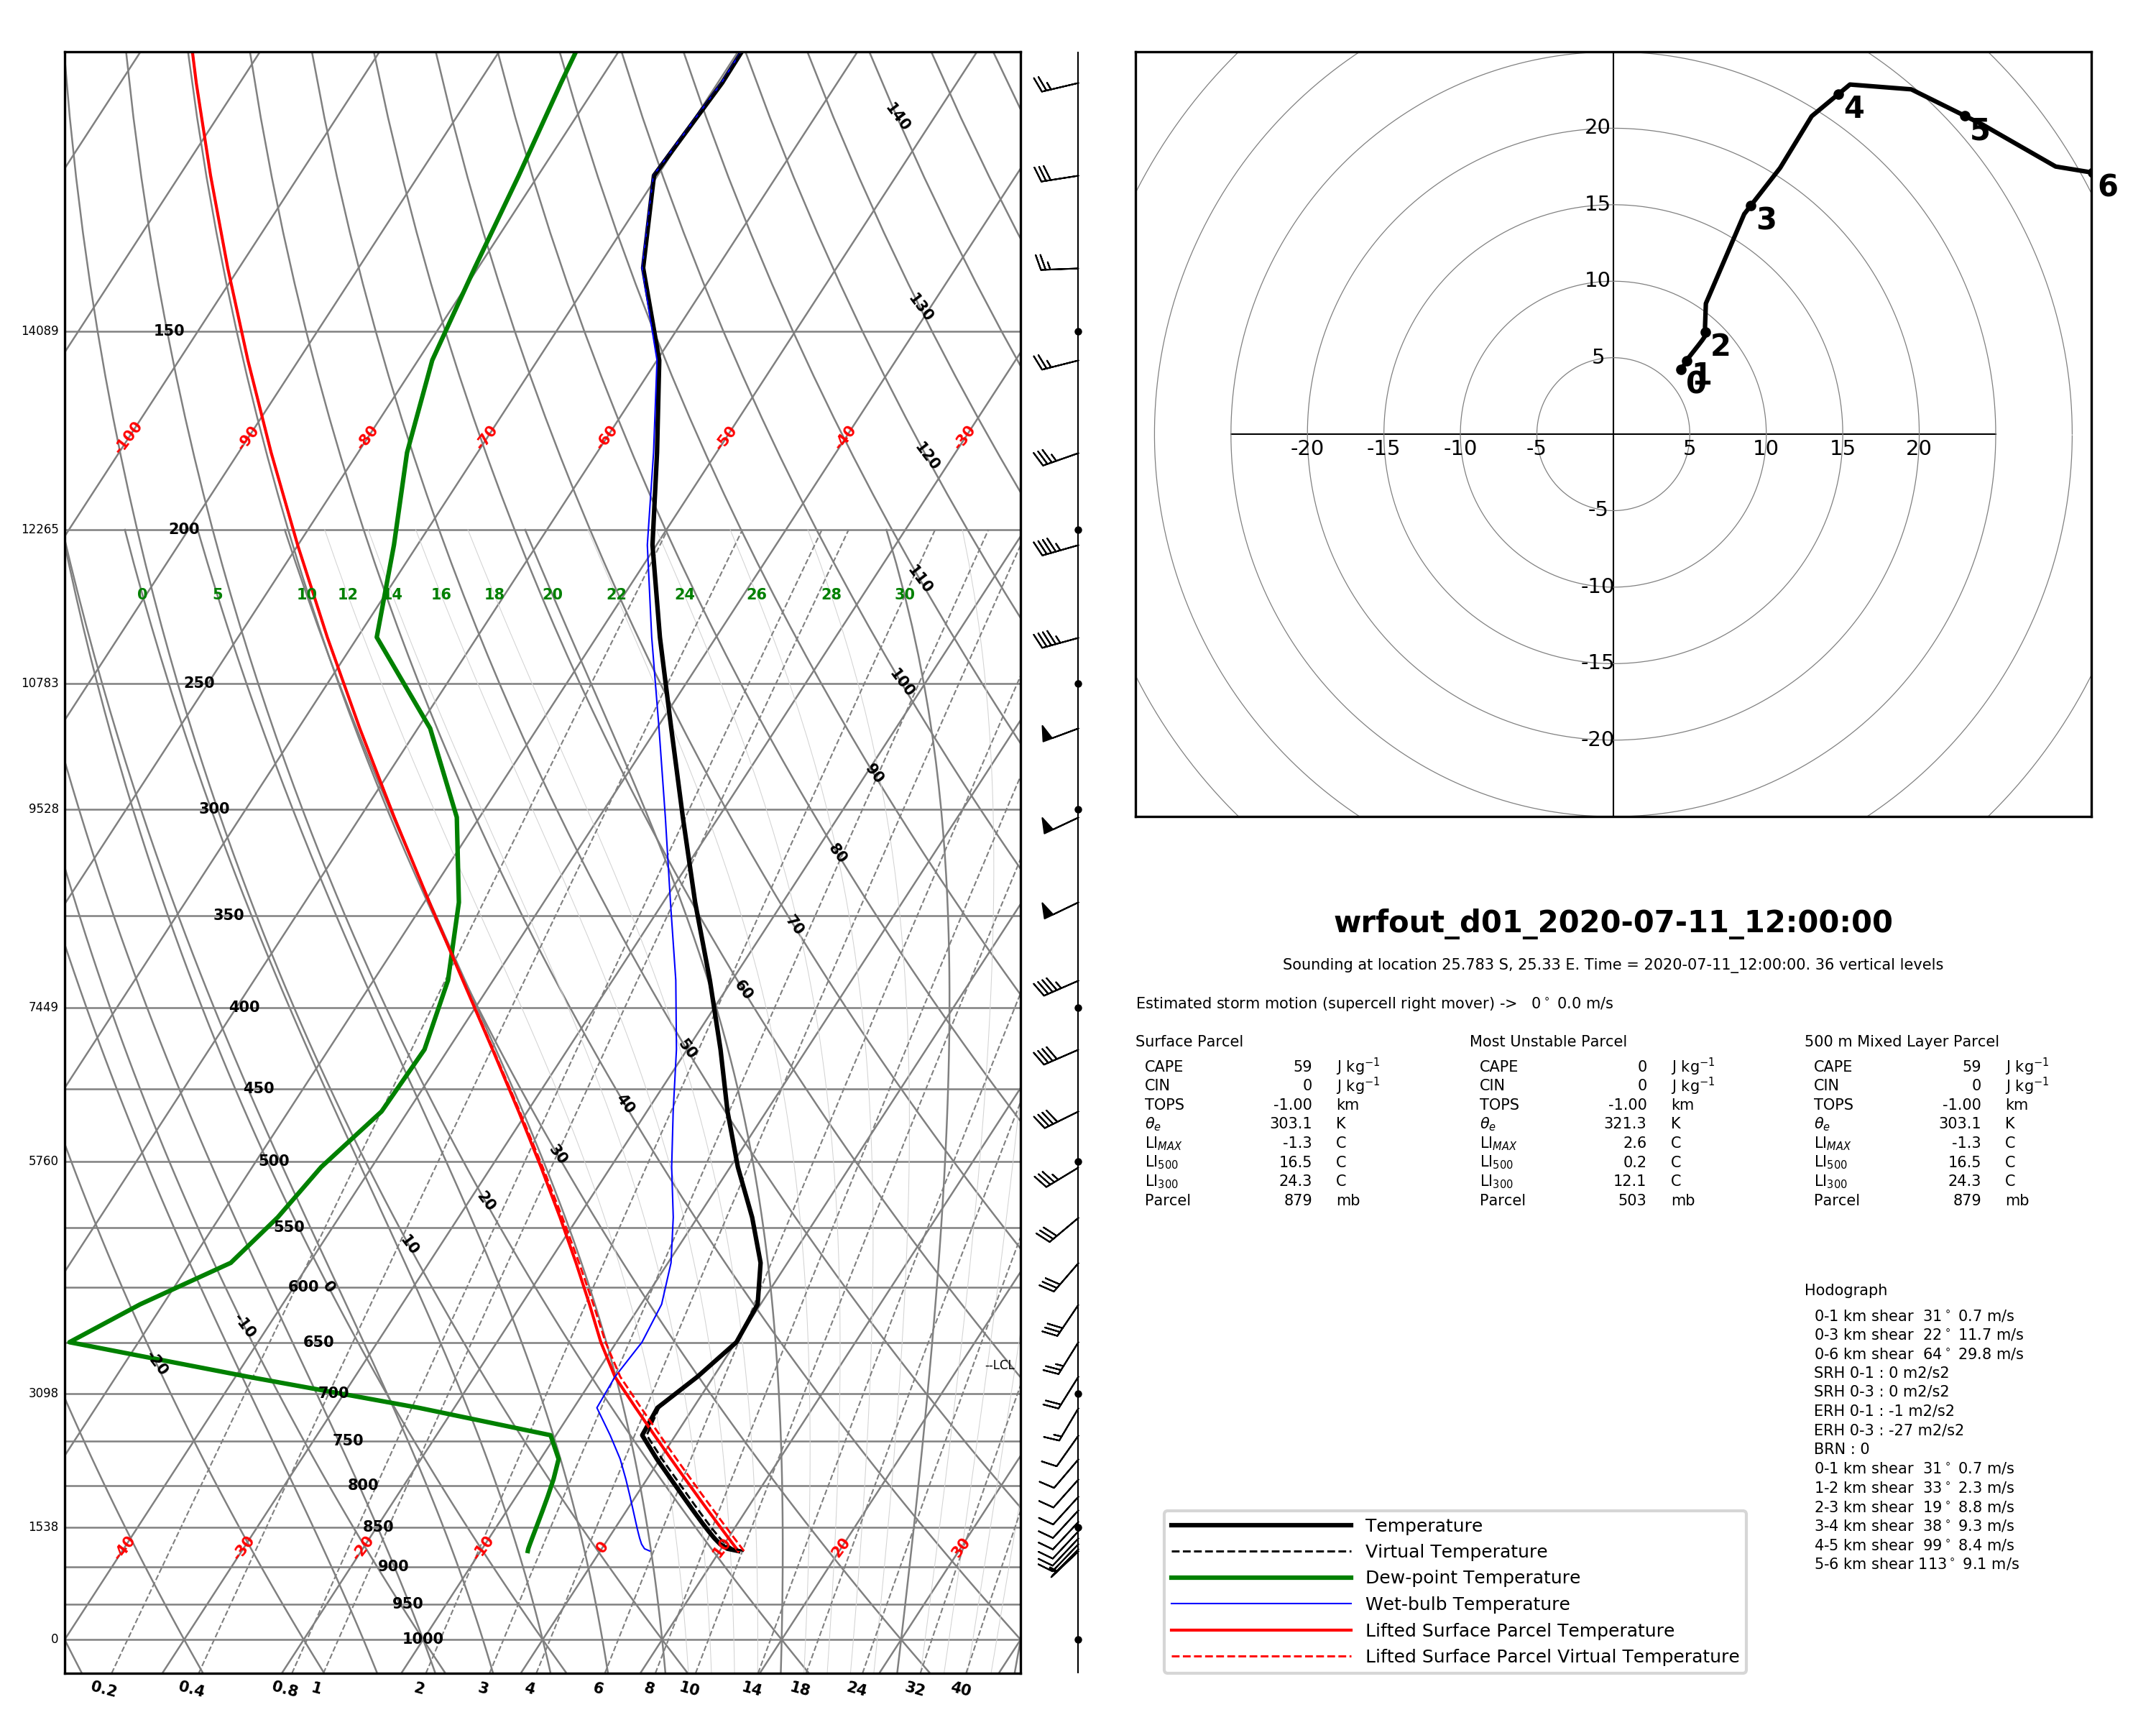 140
130
120
110
100
90
80
70
60
50
40
30
20
10
0
-10
-20
14089 150
-100 -90 -80 -70 -60 -50 -40 -30
12265 200
0 5 10 12 14 16 18 20 22 24 26 28 30
10783 250
9528 300
350
7449 400
450
5760 500
550
600
650
--LCL
3098 700
750
800
1538 850
-40 -30 -20 -10 0 10 20 30
900
950
0 1000
0.2 0.4 0.8 1 2 3 4 6 8 10 14 18 24 32 40
20
15
10
5
-20 -15 -10 -5 5 10 15 20
-5
-10
-15
-20
0
1
2
3
4
5
6
wrfout_d01_2020-07-11_12:00:00
Sounding at location 25.783 S, 25.33 E. Time = 2020-07-11_12:00:00. 36 vertical levels
Estimated storm motion (supercell right mover) -> 0° 0.0 m/s
Surface Parcel
CAPE 59 J kg⁻¹
CIN 0 J kg⁻¹
TOPS -1.00 km
θe 303.1 K
LI_MAX -1.3 C
LI500 16.5 C
LI300 24.3 C
Parcel 879 mb
Most Unstable Parcel
CAPE 0 J kg⁻¹
CIN 0 J kg⁻¹
TOPS -1.00 km
θe 321.3 K
LI_MAX 2.6 C
LI500 0.2 C
LI300 12.1 C
Parcel 503 mb
500 m Mixed Layer Parcel
CAPE 59 J kg⁻¹
CIN 0 J kg⁻¹
TOPS -1.00 km
θe 303.1 K
LI_MAX -1.3 C
LI500 16.5 C
LI300 24.3 C
Parcel 879 mb
Hodograph
0-1 km shear 31° 0.7 m/s
0-3 km shear 22° 11.7 m/s
0-6 km shear 64° 29.8 m/s
SRH 0-1 : 0 m2/s2
SRH 0-3 : 0 m2/s2
ERH 0-1 : -1 m2/s2
ERH 0-3 : -27 m2/s2
BRN : 0
0-1 km shear 31° 0.7 m/s
1-2 km shear 33° 2.3 m/s
2-3 km shear 19° 8.8 m/s
3-4 km shear 38° 9.3 m/s
4-5 km shear 99° 8.4 m/s
5-6 km shear 113° 9.1 m/s
Temperature
Virtual Temperature
Dew-point Temperature
Wet-bulb Temperature
Lifted Surface Parcel Temperature
Lifted Surface Parcel Virtual Temperature